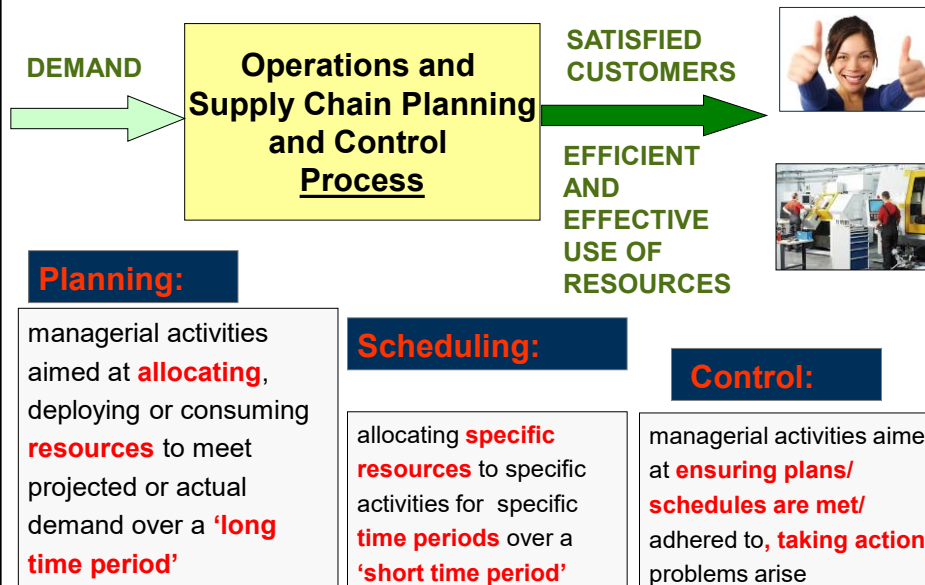 DEMAND
Operations and
Supply Chain Planning
and Control
Process
SATISFIED
CUSTOMERS
EFFICIENT
AND
EFFECTIVE
USE OF
RESOURCES
Planning:
managerial activities
aimed at allocating,
deploying or consuming
resources to meet
projected or actual
demand over a ‘long
time period’
Scheduling:
allocating specific
resources to specific
activities for specific
time periods over a
‘short time period’
Control:
managerial activities aime
at ensuring plans/
schedules are met/
adhered to, taking action
problems arise